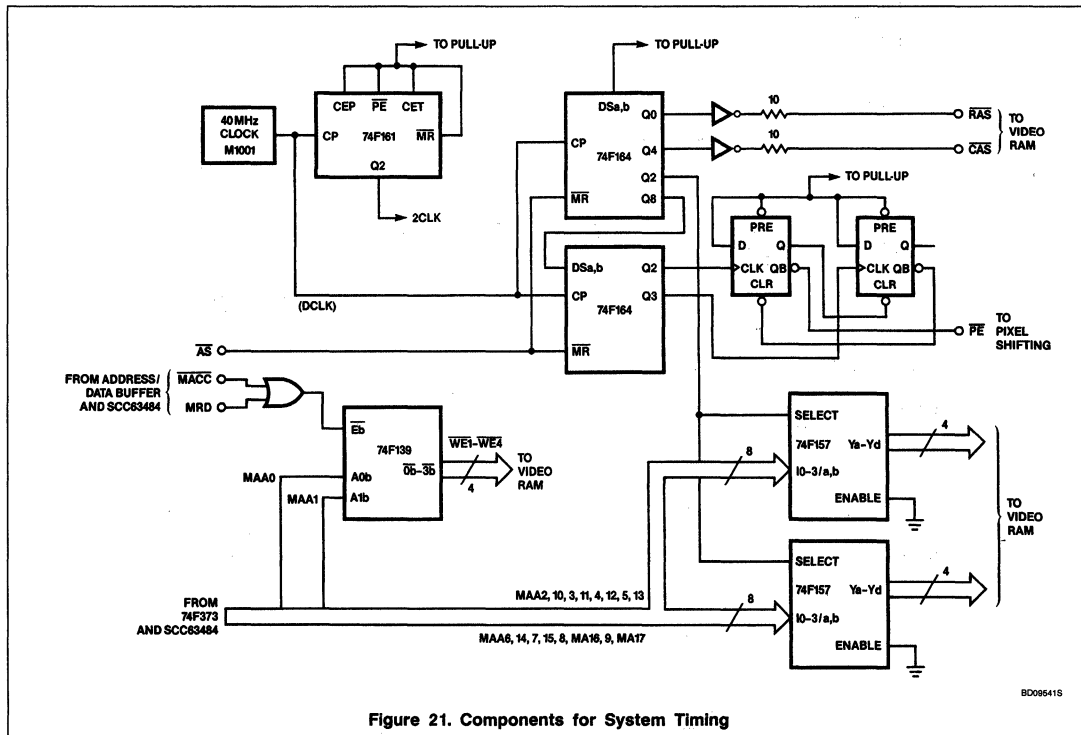 TO PULL-UP
CEP PE CET
40 MHz
CLOCK
M1001
CP
74F161
MR
Q2
2CLK
TO PULL-UP
DSa,b
Q0
10
RAS
CP
Q4
10
CAS
TO
VIDEO
RAM
74F164
Q2
MR
Q8
TO PULL-UP
PRE
D Q
CLK QB
CLR
PRE
D Q
CLK QB
CLR
DSa,b
Q2
CP
Q3
74F164
MR
(DCLK)
PE
TO
PIXEL
SHIFTING
AS
FROM ADDRESS/
DATA BUFFER
AND SCC63484
MACC
MRD
Eb
74F139
WE1-WE4
0b-3b
4
TO
VIDEO
RAM
MAA0
A0b
MAA1
A1b
SELECT
74F157
Ya-Yd
4
8
I0-3/a,b
ENABLE
TO
VIDEO
RAM
SELECT
74F157
Ya-Yd
4
8
I0-3/a,b
ENABLE
FROM
74F373
AND SCC63484
MAA2, 10, 3, 11, 4, 12, 5, 13
MAA6, 14, 7, 15, 8, MA16, 9, MA17
BD09541S
Figure 21. Components for System Timing